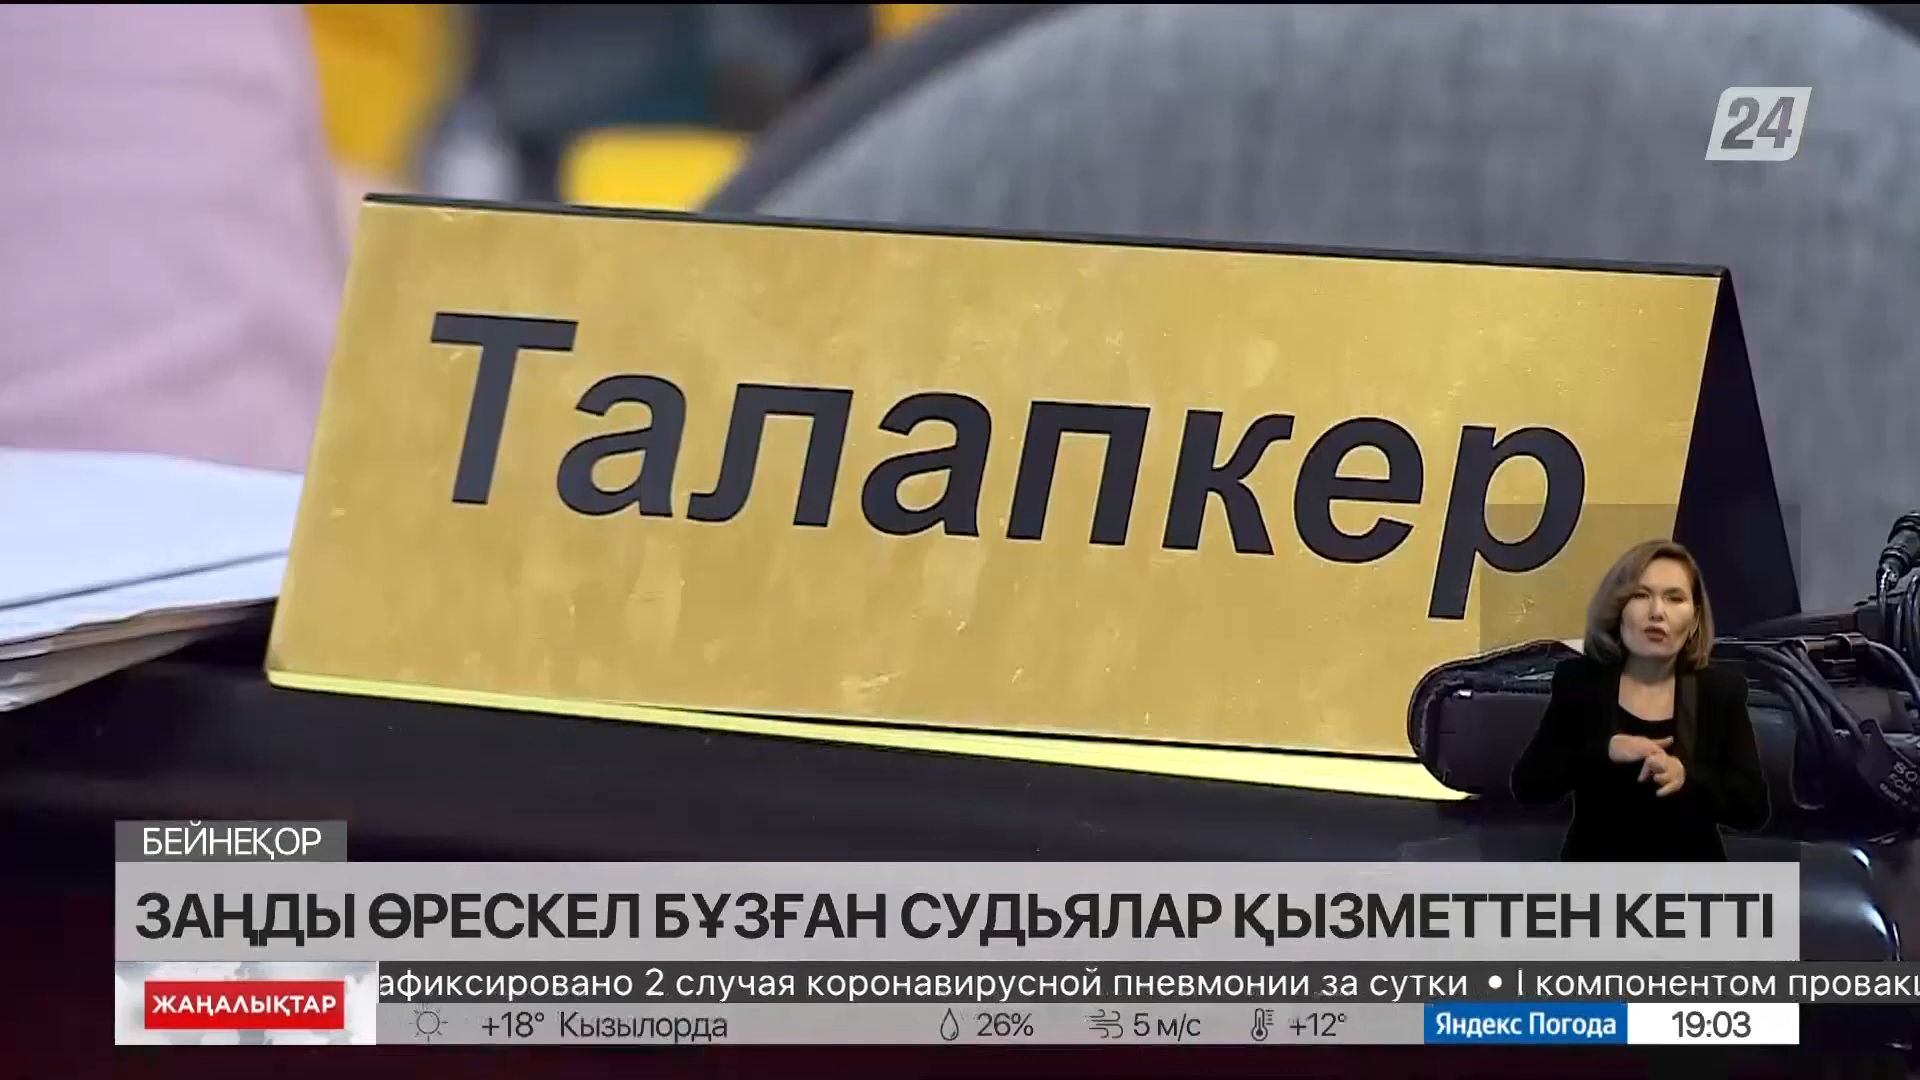 24
Талапкер
БЕЙНЕҚОР
ЗАҢДЫ ӨРЕСКЕЛ БҰЗҒАН СУДЬЯЛАР ҚЫЗМЕТТЕН КЕТТІ
ЖАҢАЛЫҚТАР
афиксировано 2 случая коронавирусной пневмонии за сутки • I компонентом провакц
+18° Кызылорда 26% 5 м/с +12° Яндекс Погода 19:03